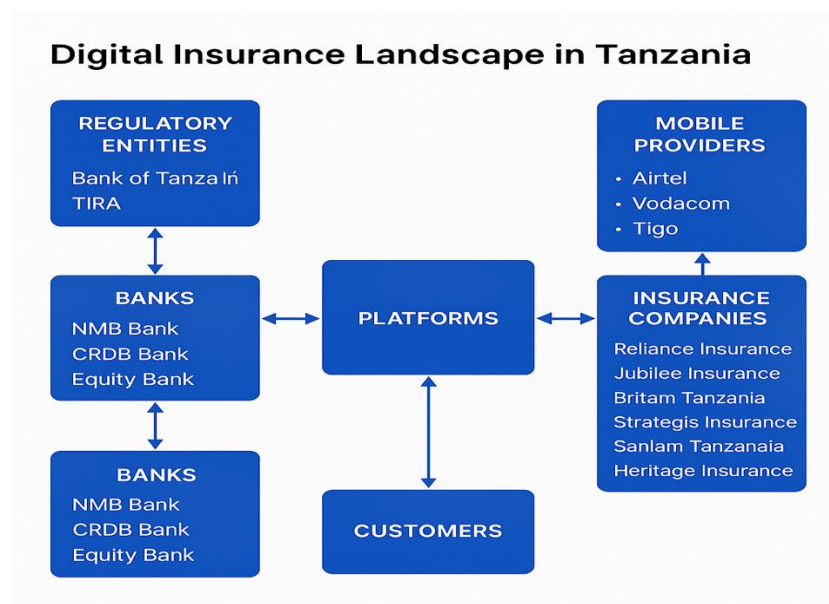 Digital Insurance Landscape in Tanzania
REGULATORY
ENTITIES
Bank of Tanza Iń
TIRA
MOBILE
PROVIDERS
• Airtel
• Vodacom
• Tigo
BANKS
NMB Bank
CRDB Bank
Equity Bank
PLATFORMS
INSURANCE
COMPANIES
Reliance Insurance
Jubilee Insurance
Britam Tanzania
Strategis Insurance
Sanlam Tanzanaia
Heritage Insurance
BANKS
NMB Bank
CRDB Bank
Equity Bank
CUSTOMERS